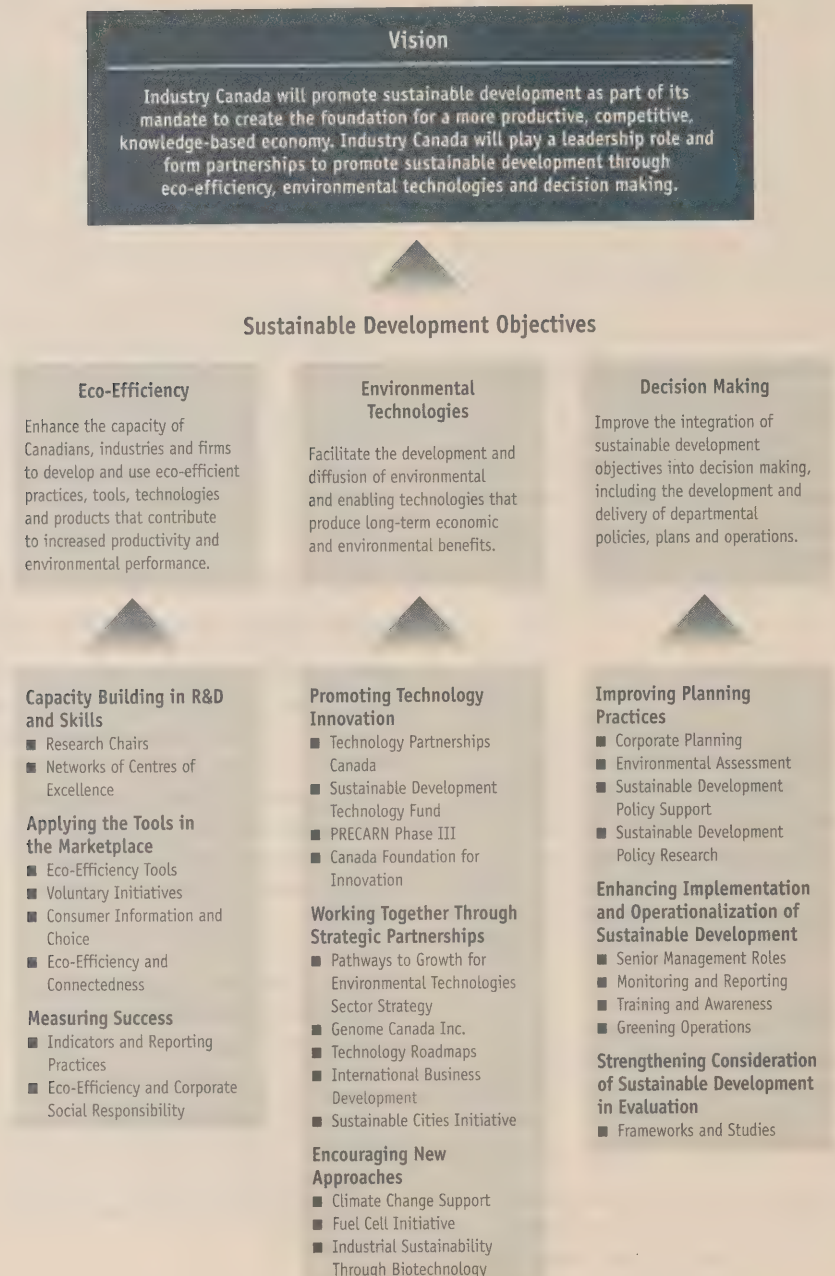 Vision
Industry Canada will promote sustainable development as part of its
mandate to create the foundation for a more productive, competitive,
knowledge-based economy. Industry Canada will play a leadership role and
form partnerships to promote sustainable development through
eco-efficiency, environmental technologies and decision making.
Sustainable Development Objectives
Eco-Efficiency
Enhance the capacity of
Canadians, industries and firms
to develop and use eco-efficient
practices, tools, technologies
and products that contribute
to increased productivity and
environmental performance.
Environmental
Technologies
Facilitate the development and
diffusion of environmental
and enabling technologies that
produce long-term economic
and environmental benefits.
Decision Making
Improve the integration of
sustainable development
objectives into decision making,
including the development and
delivery of departmental
policies, plans and operations.
Capacity Building in R&D
and Skills
■ Research Chairs
■ Networks of Centres of
Excellence
Applying the Tools in
the Marketplace
■ Eco-Efficiency Tools
■ Voluntary Initiatives
■ Consumer Information and
Choice
■ Eco-Efficiency and
Connectedness
Measuring Success
■ Indicators and Reporting
Practices
■ Eco-Efficiency and Corporate
Social Responsibility
Promoting Technology
Innovation
■ Technology Partnerships
Canada
■ Sustainable Development
Technology Fund
■ PRECARN Phase III
■ Canada Foundation for
Innovation
Working Together Through
Strategic Partnerships
■ Pathways to Growth for
Environmental Technologies
Sector Strategy
■ Genome Canada Inc.
■ Technology Roadmaps
■ International Business
Development
■ Sustainable Cities Initiative
Encouraging New
Approaches
■ Climate Change Support
■ Fuel Cell Initiative
■ Industrial Sustainability
Through Biotechnology
Improving Planning
Practices
■ Corporate Planning
■ Environmental Assessment
■ Sustainable Development
Policy Support
■ Sustainable Development
Policy Research
Enhancing Implementation
and Operationalization of
Sustainable Development
■ Senior Management Roles
■ Monitoring and Reporting
■ Training and Awareness
■ Greening Operations
Strengthening Consideration
of Sustainable Development
in Evaluation
■ Frameworks and Studies